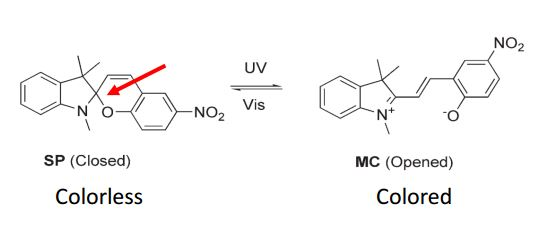 UV
Vis
N
O
NO₂
N⁺
⁻O
NO₂
SP (Closed)
MC (Opened)
Colorless
Colored